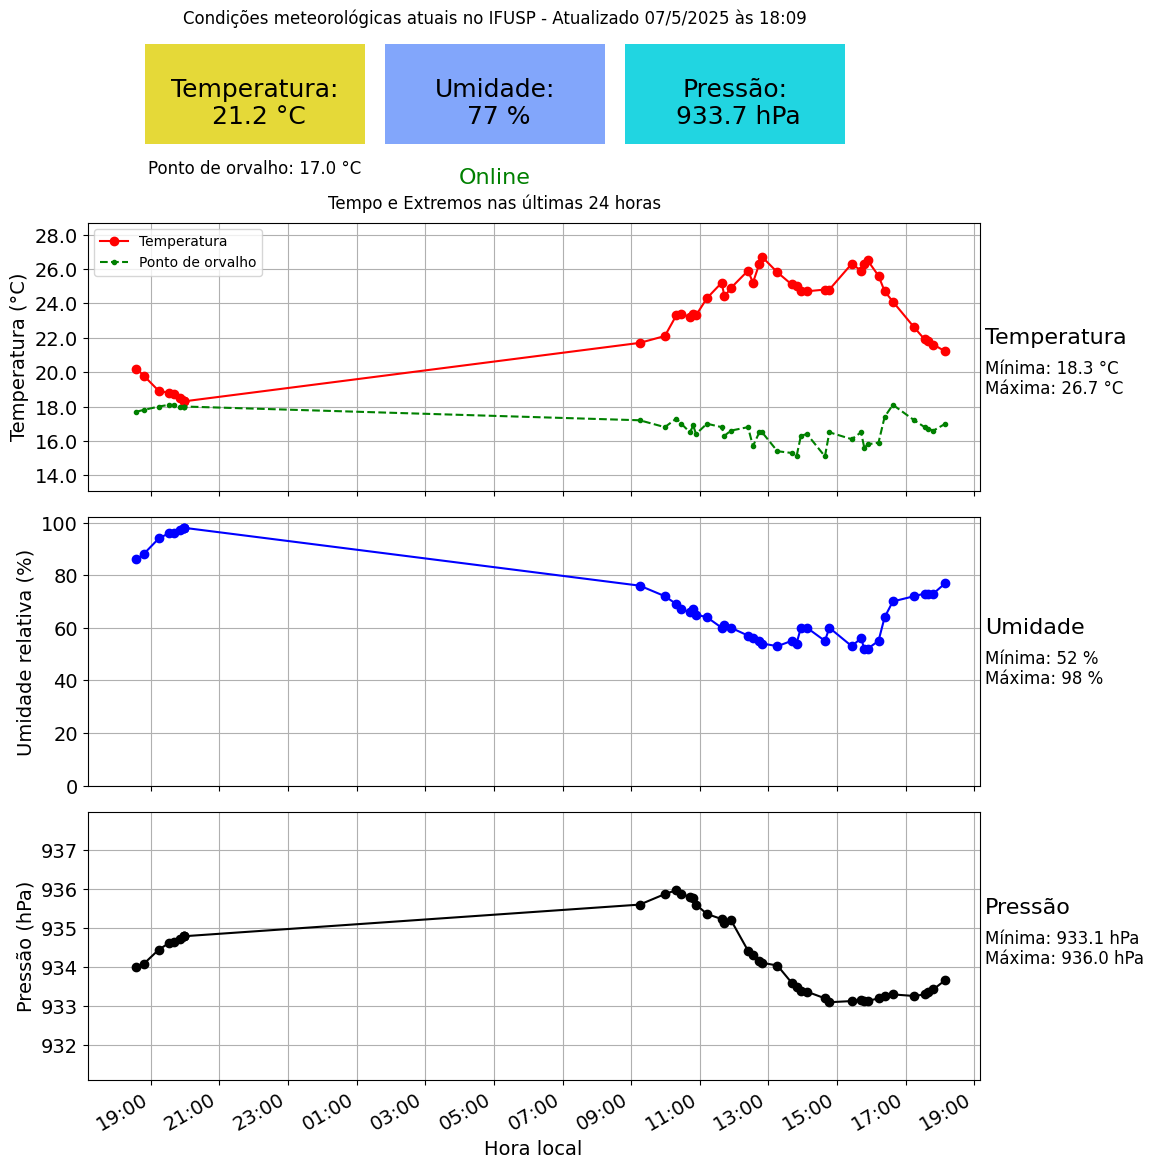 Condições meteorológicas atuais no IFUSP - Atualizado 07/5/2025 às 18:09
Temperatura:
21.2 °C
Umidade:
77 %
Pressão:
933.7 hPa
Ponto de orvalho: 17.0 °C
Online
Tempo e Extremos nas últimas 24 horas
Temperatura (°C)
28.0
26.0
24.0
22.0
20.0
18.0
16.0
14.0
Temperatura
Ponto de orvalho
Temperatura
Mínima: 18.3 °C
Máxima: 26.7 °C
Umidade relativa (%)
100
80
60
40
20
0
Umidade
Mínima: 52 %
Máxima: 98 %
Pressão (hPa)
937
936
935
934
933
932
Pressão
Mínima: 933.1 hPa
Máxima: 936.0 hPa
19:00 21:00 23:00 01:00 03:00 05:00 07:00 09:00 11:00 13:00 15:00 17:00 19:00
Hora local